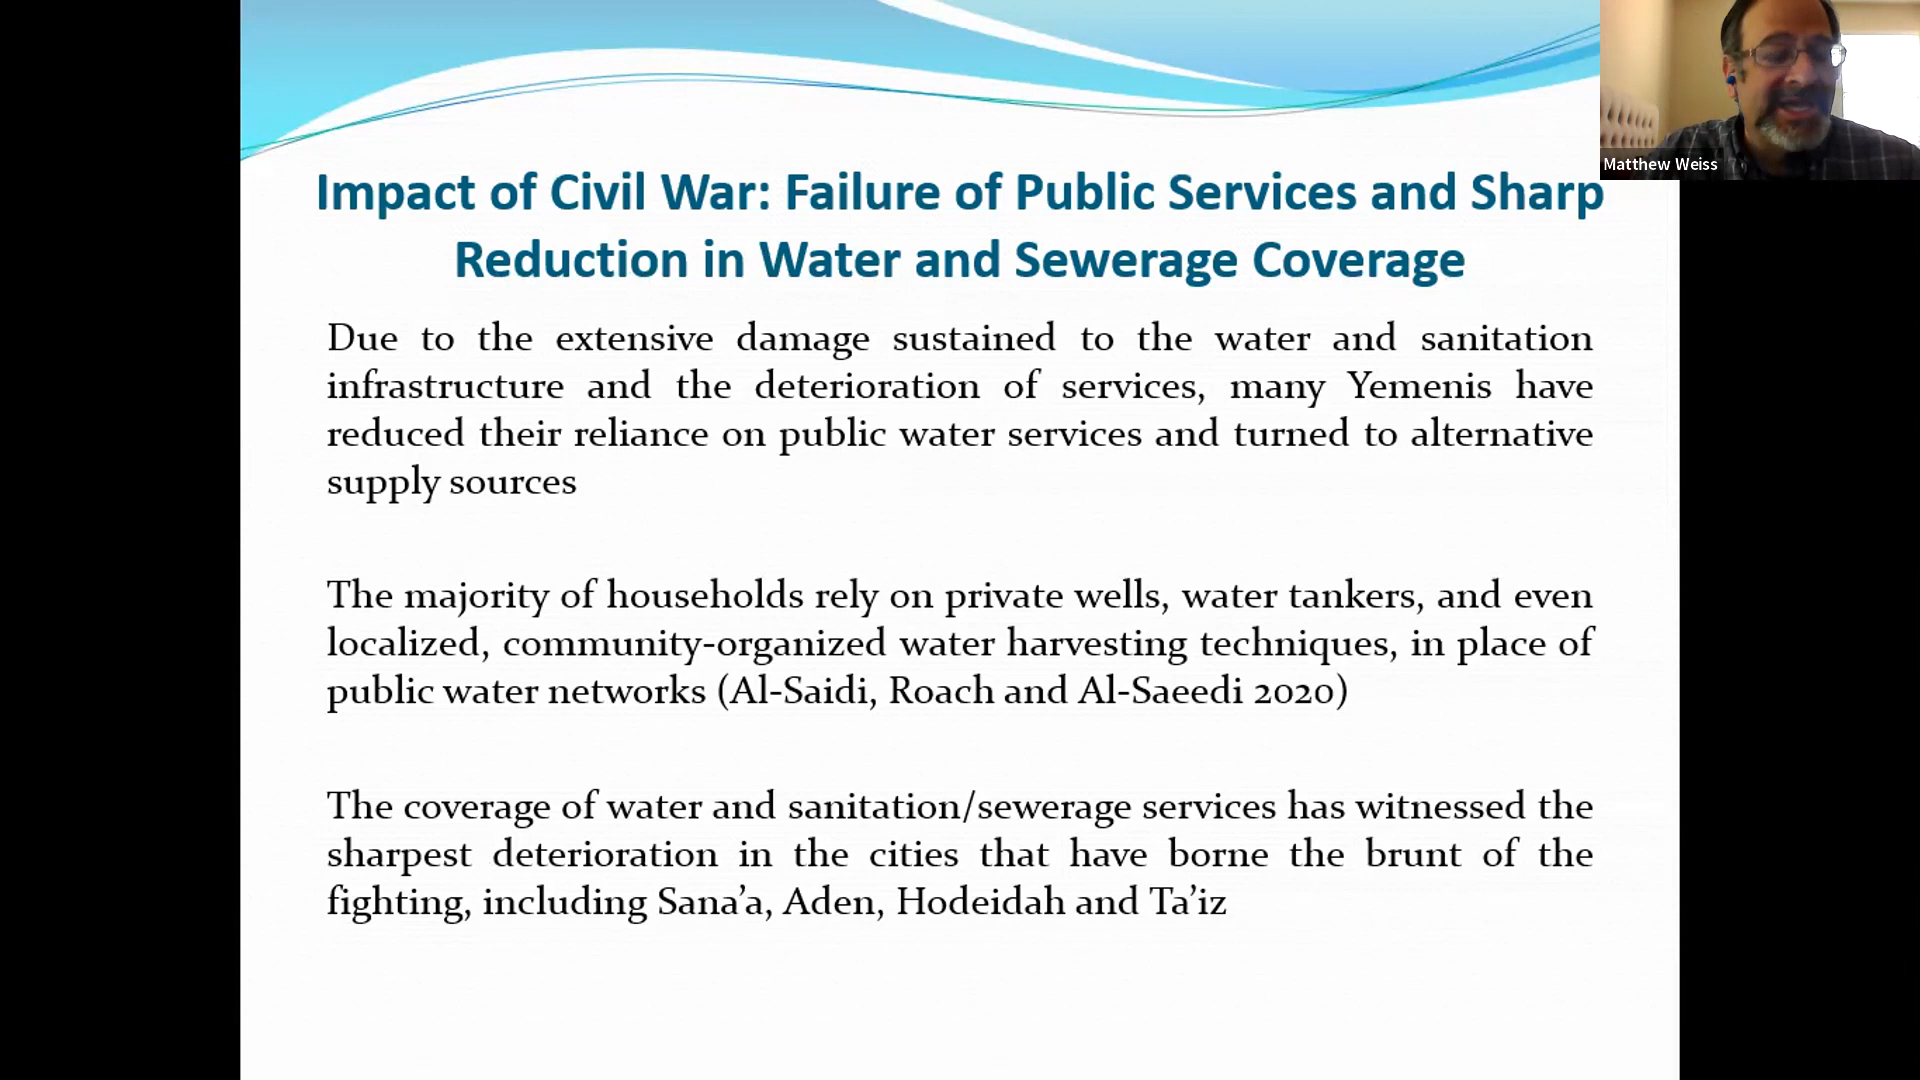 Matthew Weiss
Impact of Civil War: Failure of Public Services and Sharp
Reduction in Water and Sewerage Coverage
Due to the extensive damage sustained to the water and sanitation
infrastructure and the deterioration of services, many Yemenis have
reduced their reliance on public water services and turned to alternative
supply sources
The majority of households rely on private wells, water tankers, and even
localized, community-organized water harvesting techniques, in place of
public water networks (Al-Saidi, Roach and Al-Saeedi 2020)
The coverage of water and sanitation/sewerage services has witnessed the
sharpest deterioration in the cities that have borne the brunt of the
fighting, including Sana’a, Aden, Hodeidah and Ta’iz